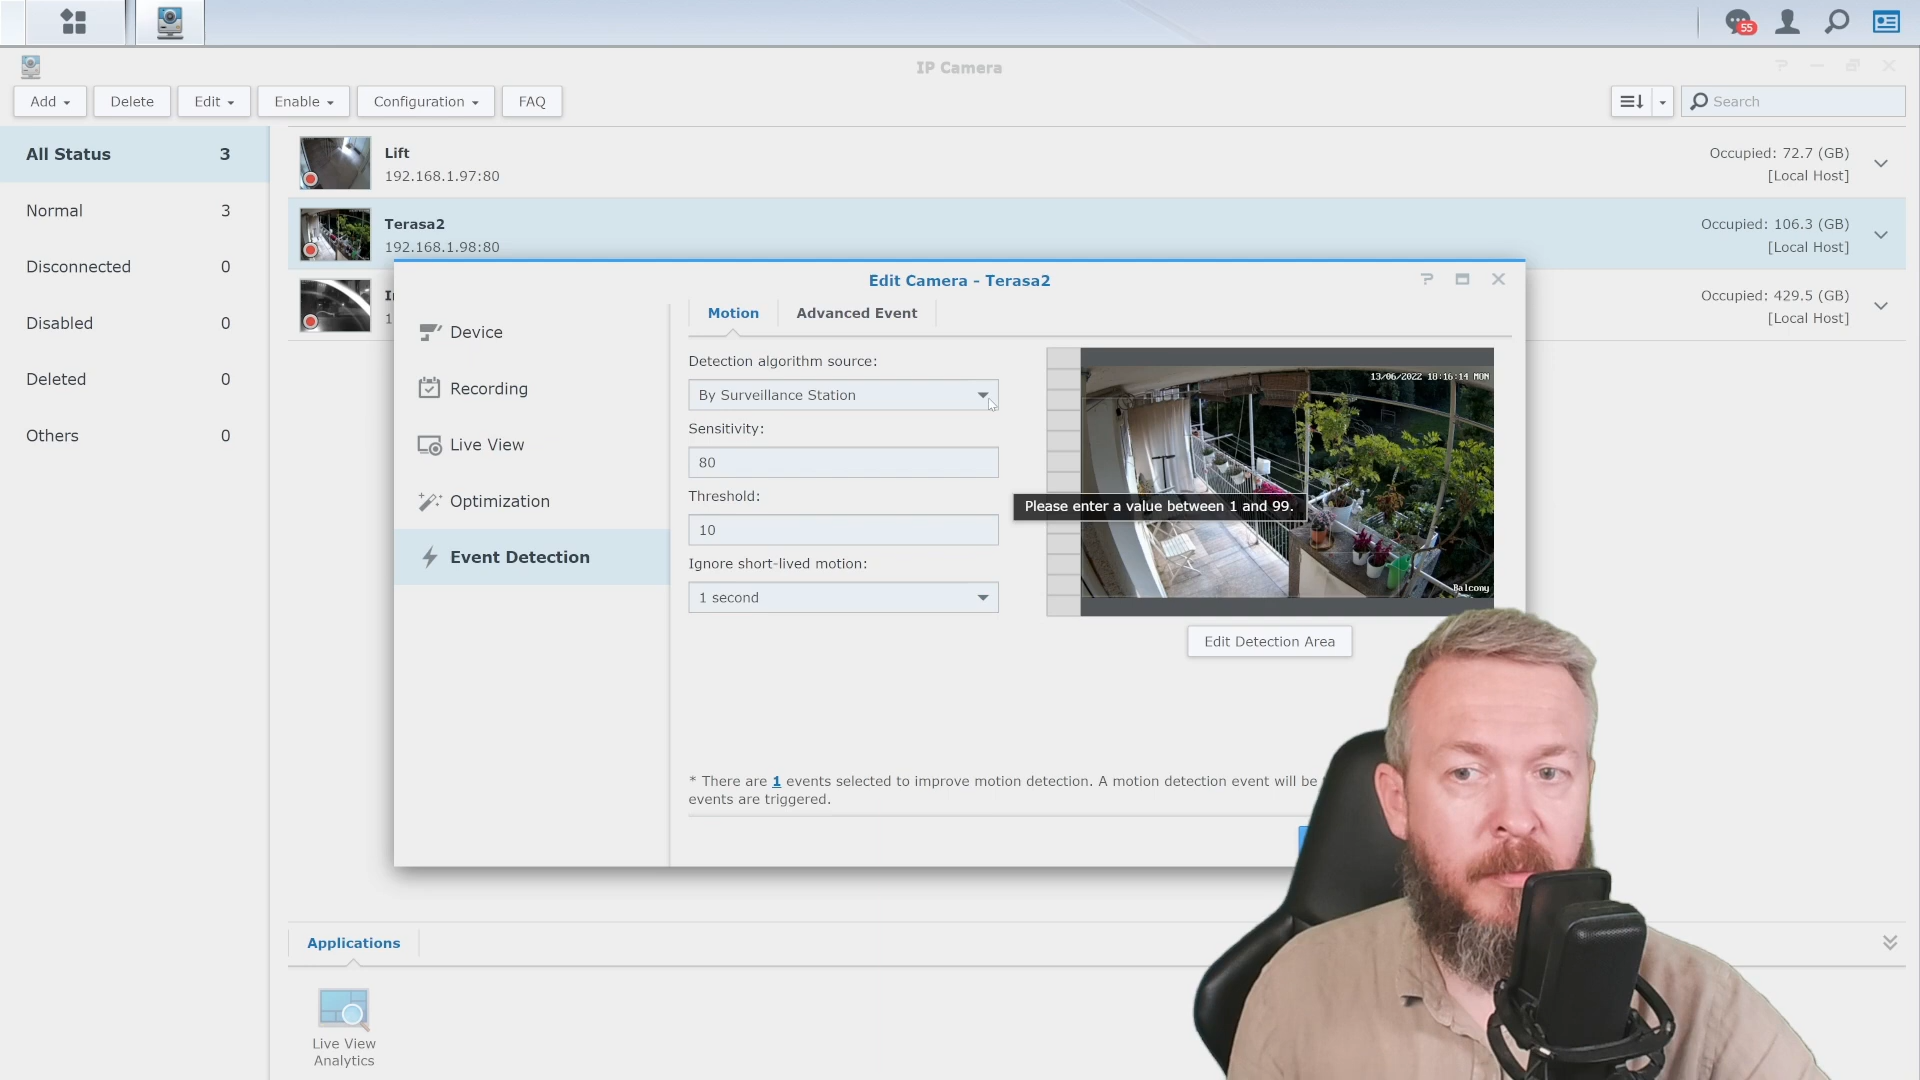 55
IP Camera
Add
Delete
Edit
Enable
Configuration
FAQ
Search
All Status 3
Normal 3
Disconnected 0
Disabled 0
Deleted 0
Others 0
Lift
192.168.1.97:80
Occupied: 72.7 (GB)
[Local Host]
Terasa2
192.168.1.98:80
Occupied: 106.3 (GB)
[Local Host]
Occupied: 429.5 (GB)
[Local Host]
Edit Camera - Terasa2
Device
Recording
Live View
Optimization
Event Detection
Motion
Advanced Event
Detection algorithm source:
By Surveillance Station
Sensitivity:
80
Threshold:
10
Ignore short-lived motion:
1 second
13/06/2022 18:16:14 MON
Please enter a value between 1 and 99.
Balcony
Edit Detection Area
* There are 1 events selected to improve motion detection. A motion detection event will be
events are triggered.
Applications
Live View
Analytics